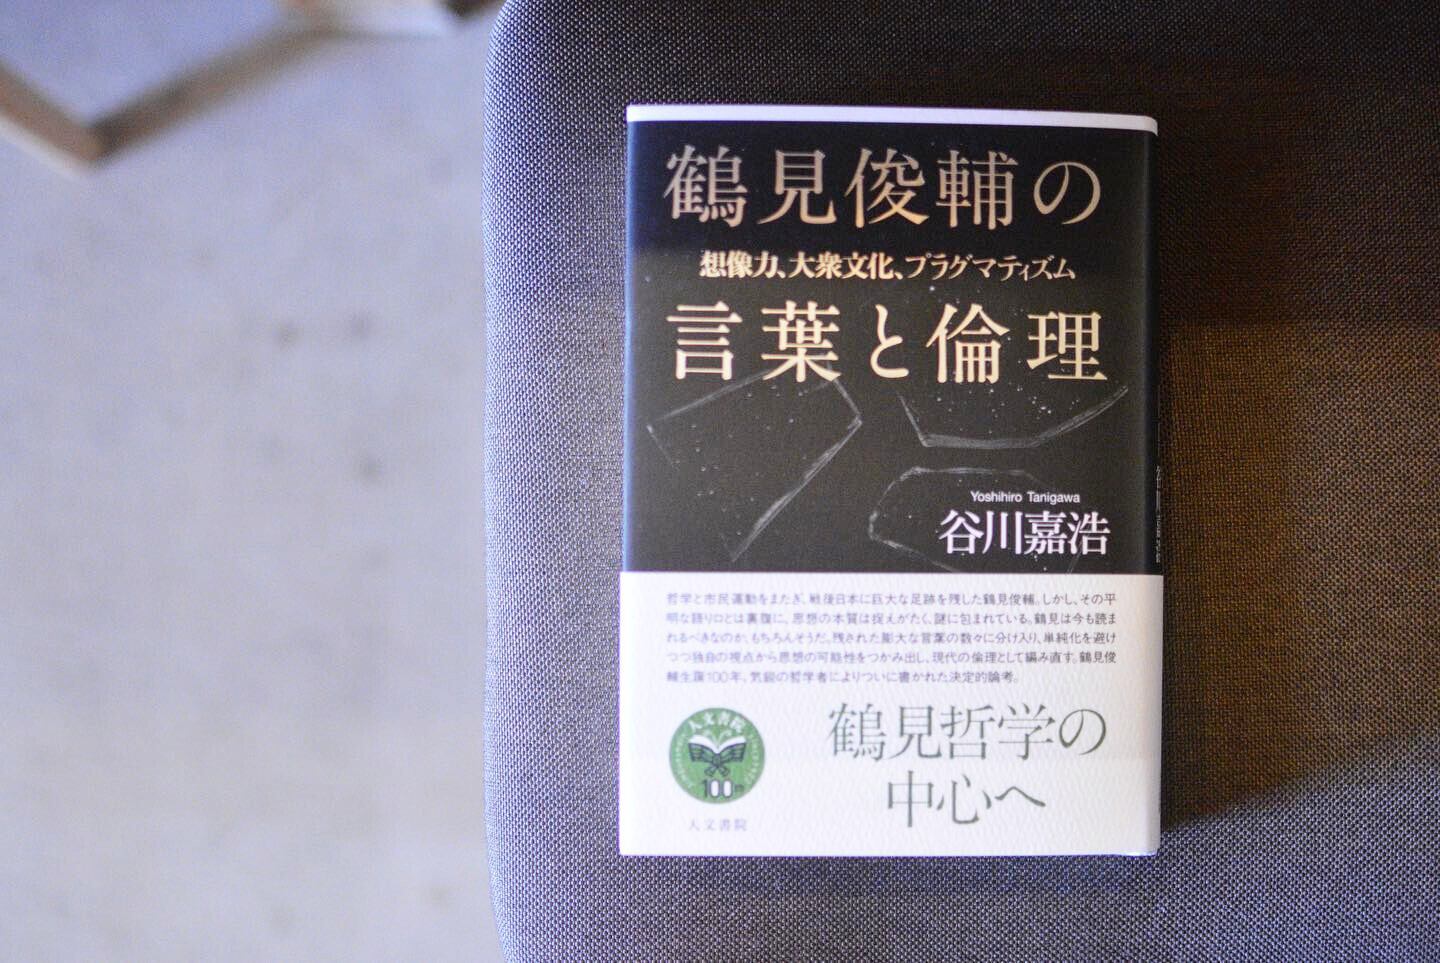 鶴見俊輔の
想像力、大衆文化、プラグマティズム
言葉と倫理
Yoshihiro Tanigawa
谷川嘉浩
哲学と市民運動をまたぎ、戦後日本に巨大な足跡を残した鶴見俊輔。しかし、その平
明な語り口とは裏腹に、思想の本質は捉えがたく、謎に包まれている。鶴見は今も読ま
れるべきなのか。もちろんそうだ。残された膨大な言葉の数々に分け入り、単純化を避け
つつ独自の視点から思想の可能性をつかみ出し、現代の倫理として編み直す。鶴見俊
輔生誕100年、気鋭の哲学者によりついに書かれた決定的論考。
鶴見哲学の
中心へ
人文書院
100
人文書院